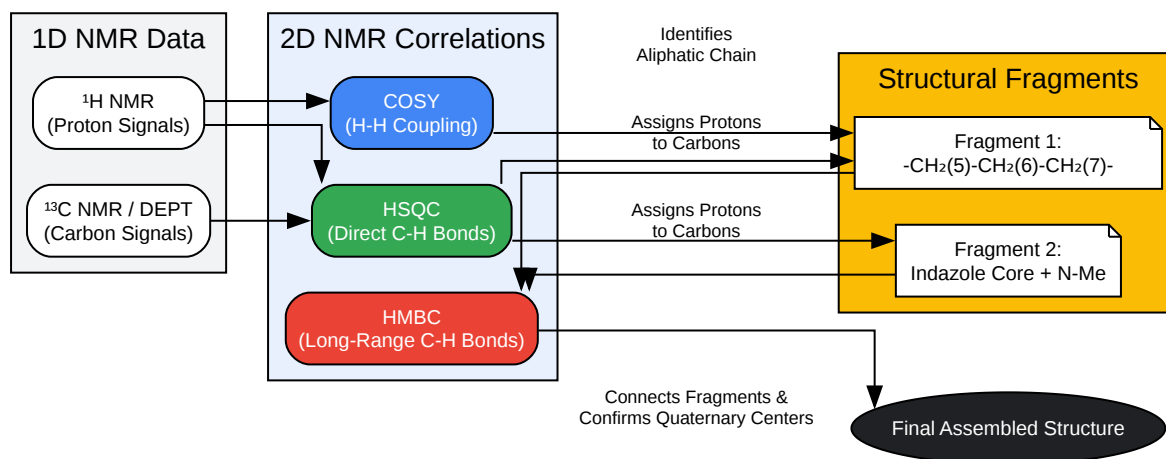 1D NMR Data
¹H NMR
(Proton Signals)
¹³C NMR / DEPT
(Carbon Signals)
2D NMR Correlations
COSY
(H-H Coupling)
HSQC
(Direct C-H Bonds)
HMBC
(Long-Range C-H Bonds)
Identifies
Aliphatic Chain
Assigns Protons
to Carbons
Assigns Protons
to Carbons
Connects Fragments &
Confirms Quaternary Centers
Structural Fragments
Fragment 1:
-CH₂(5)-CH₂(6)-CH₂(7)-
Fragment 2:
Indazole Core + N-Me
Final Assembled Structure